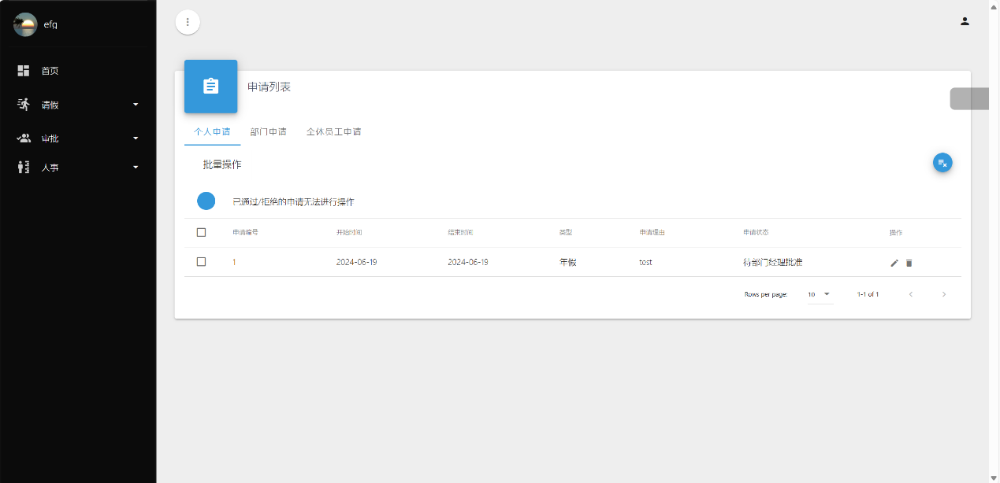 efq
首页
请假
审批
人事
申请列表
个人申请 部门申请 全体员工申请
批量操作
已通过/拒绝的申请无法进行操作
申请编号 开始时间 结束时间 类型 申请理由 申请状态 操作
1 2024-06-19 2024-06-19 年假 test 待部门经理批准
Rows per page: 10 1-1 of 1